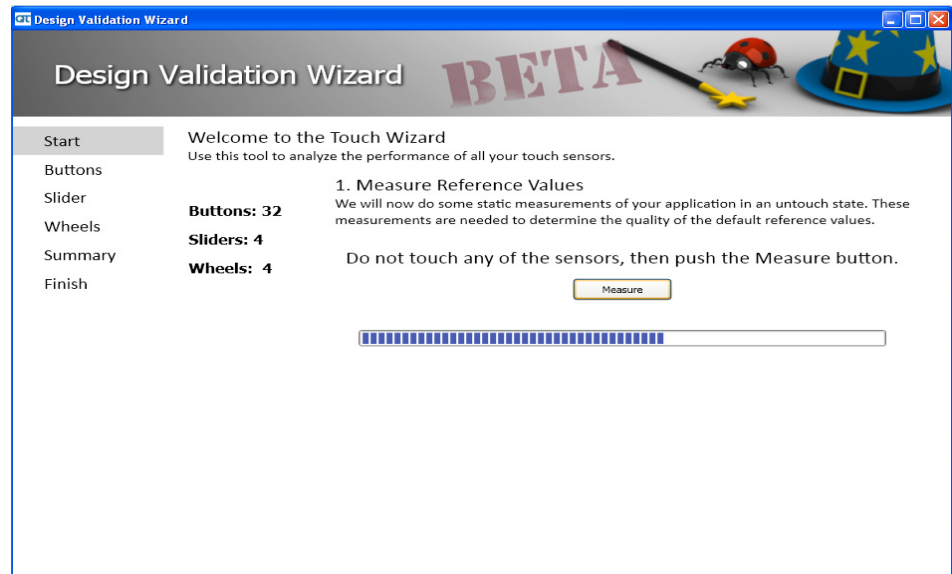 Design Validation Wizard
Design Validation Wizard
BETA
Start
Buttons
Slider
Wheels
Summary
Finish
Welcome to the Touch Wizard
Use this tool to analyze the performance of all your touch sensors.
Buttons: 32
Sliders: 4
Wheels: 4
1. Measure Reference Values
We will now do some static measurements of your application in an untouch state. These
measurements are needed to determine the quality of the default reference values.
Do not touch any of the sensors, then push the Measure button.
Measure